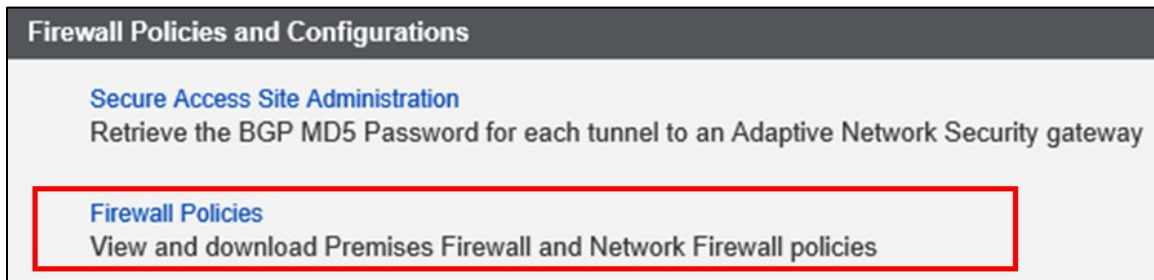 Firewall Policies and Configurations
Secure Access Site Administration
Retrieve the BGP MD5 Password for each tunnel to an Adaptive Network Security gateway
Firewall Policies
View and download Premises Firewall and Network Firewall policies